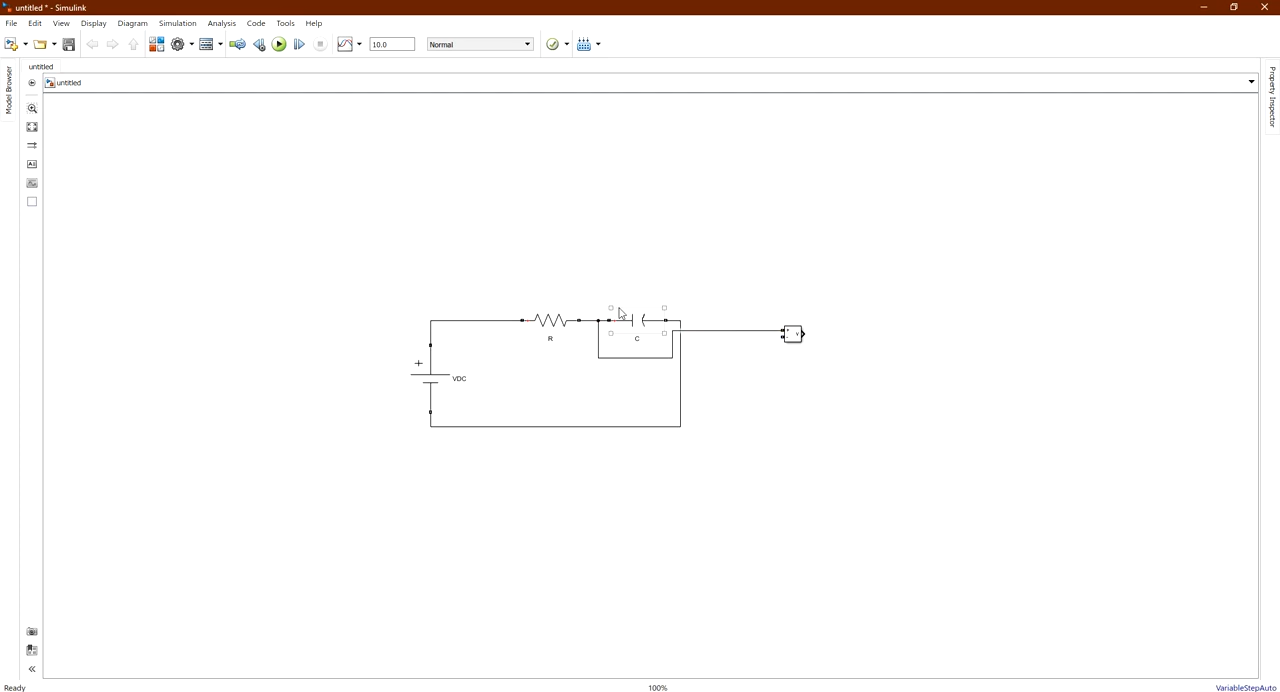 untitled * - Simulink
File Edit View Display Diagram Simulation Analysis Code Tools Help
10.0 Normal
untitled
untitled
Model Browser
Property Inspector
R
C
+
VDC
+
-
v
Ready 100% VariableStepAuto